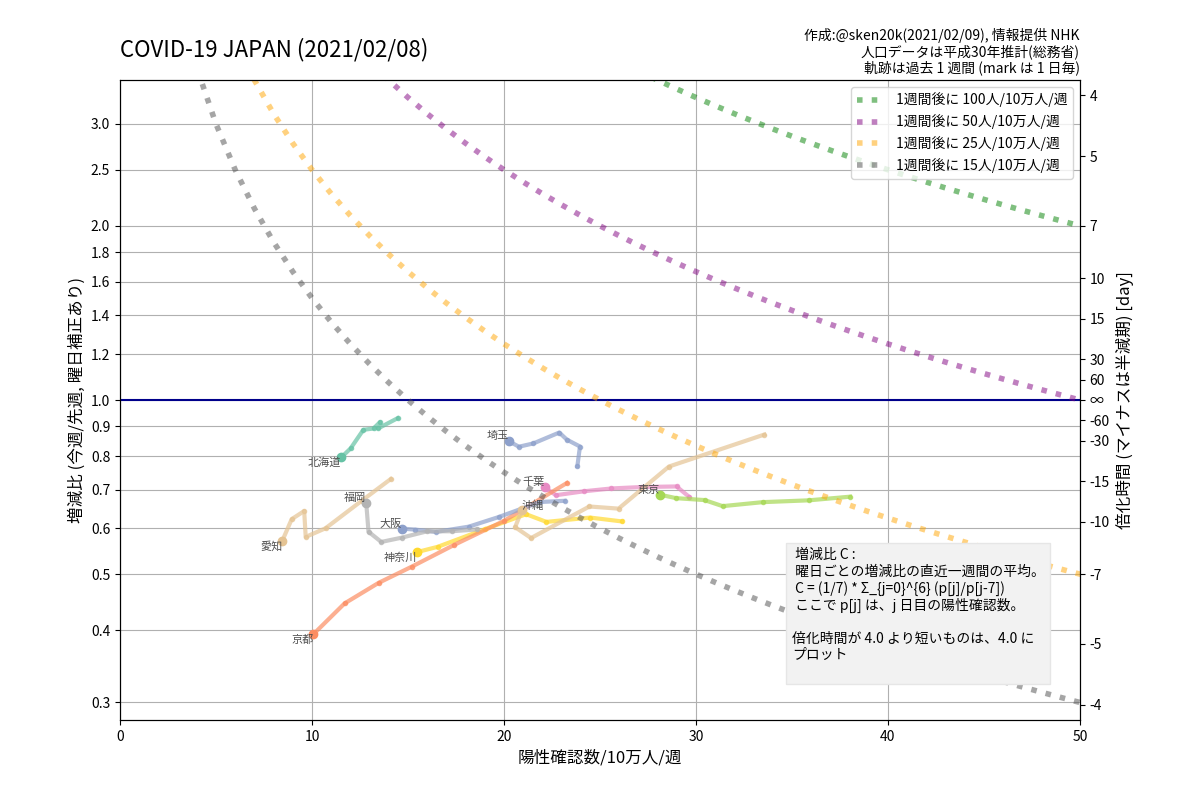 COVID-19 JAPAN (2021/02/08)
作成:@sken20k(2021/02/09), 情報提供 NHK
人口データは平成30年推計(総務省)
軌跡は過去 1 週間 (mark は 1 日毎)
1週間後に 100人/10万人/週
1週間後に 50人/10万人/週
1週間後に 25人/10万人/週
1週間後に 15人/10万人/週
増減比 (今週/先週, 曜日補正あり)
3.0
2.5
2.0
1.8
1.6
1.4
1.2
1.0
0.9
0.8
0.7
0.6
0.5
0.4
0.3
4
5
7
10
15
30
60
∞
-60
-30
-15
-10
-7
-5
-4
倍化時間 (マイナスは半減期) [day]
北海道
埼玉
千葉
東京
福岡
沖縄
大阪
愛知
神奈川
京都
増減比 C :
曜日ごとの増減比の直近一週間の平均。
C = (1/7) * Σ_{j=0}^{6} (p[j]/p[j-7])
ここで p[j] は、j 日目の陽性確認数。
倍化時間が 4.0 より短いものは、4.0 に
プロット
0 10 20 30 40 50
陽性確認数/10万人/週